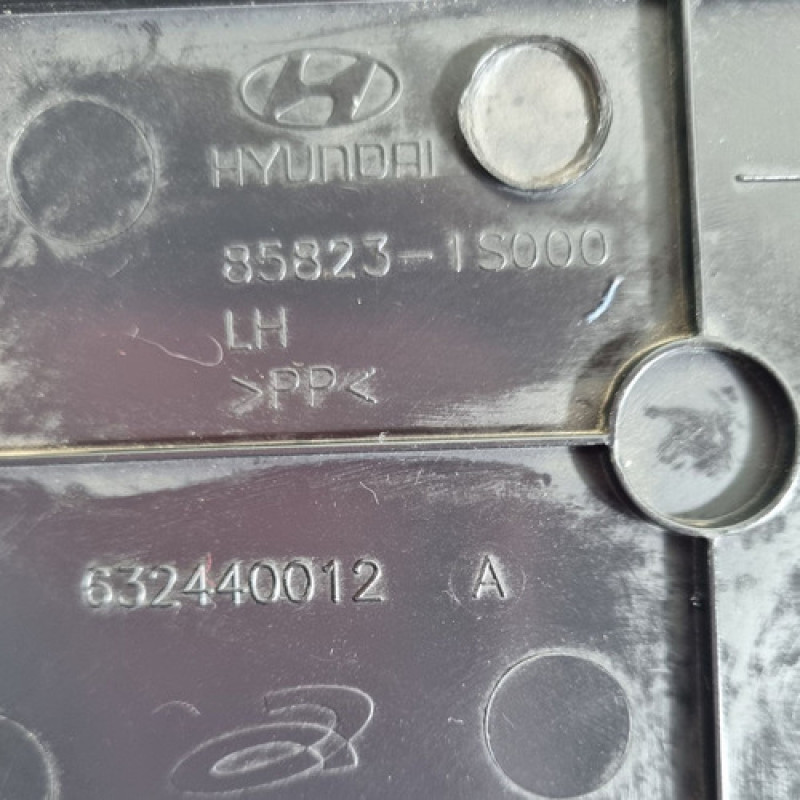 HYUNDAI
85823-1S000
LH
>PP<
632440012 A